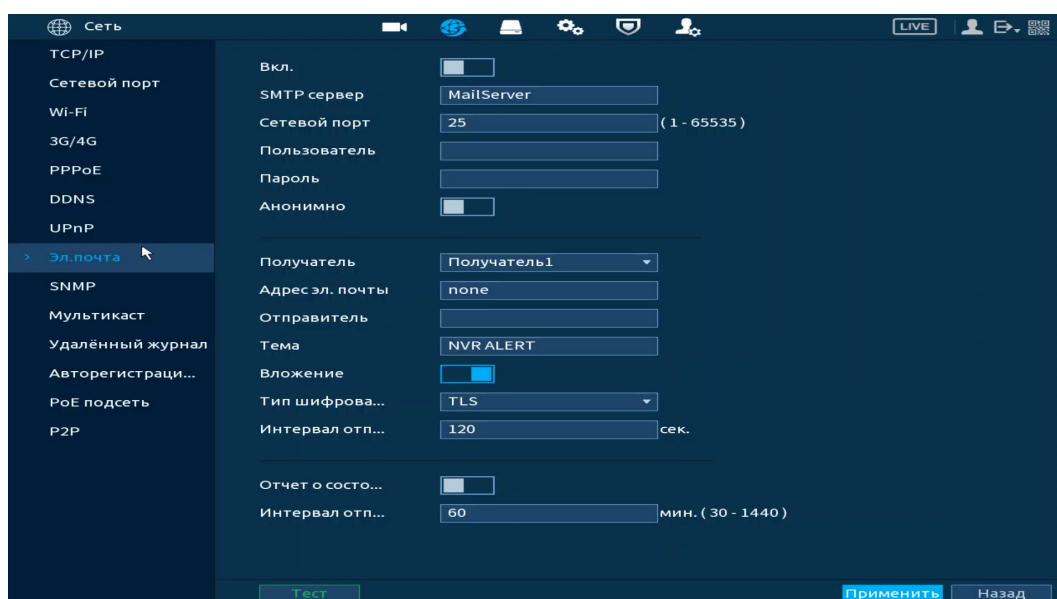 Сеть
LIVE
TCP/IP
Сетевой порт
Wi-Fi
3G/4G
PPPoE
DDNS
UPnP
Эл.почта
SNMP
Мультикаст
Удалённый журнал
Авторегистраци...
PoE подсеть
P2P
Вкл.
SMTP сервер MailServer
Сетевой порт 25 (1 - 65535)
Пользователь
Пароль
Анонимно
Получатель Получатель1
Адрес эл. почты none
Отправитель
Тема NVR ALERT
Вложение
Тип шифрова... TLS
Интервал отп... 120 сек.
Отчет о состо...
Интервал отп... 60 мин. (30 - 1440)
Тест Применить Назад